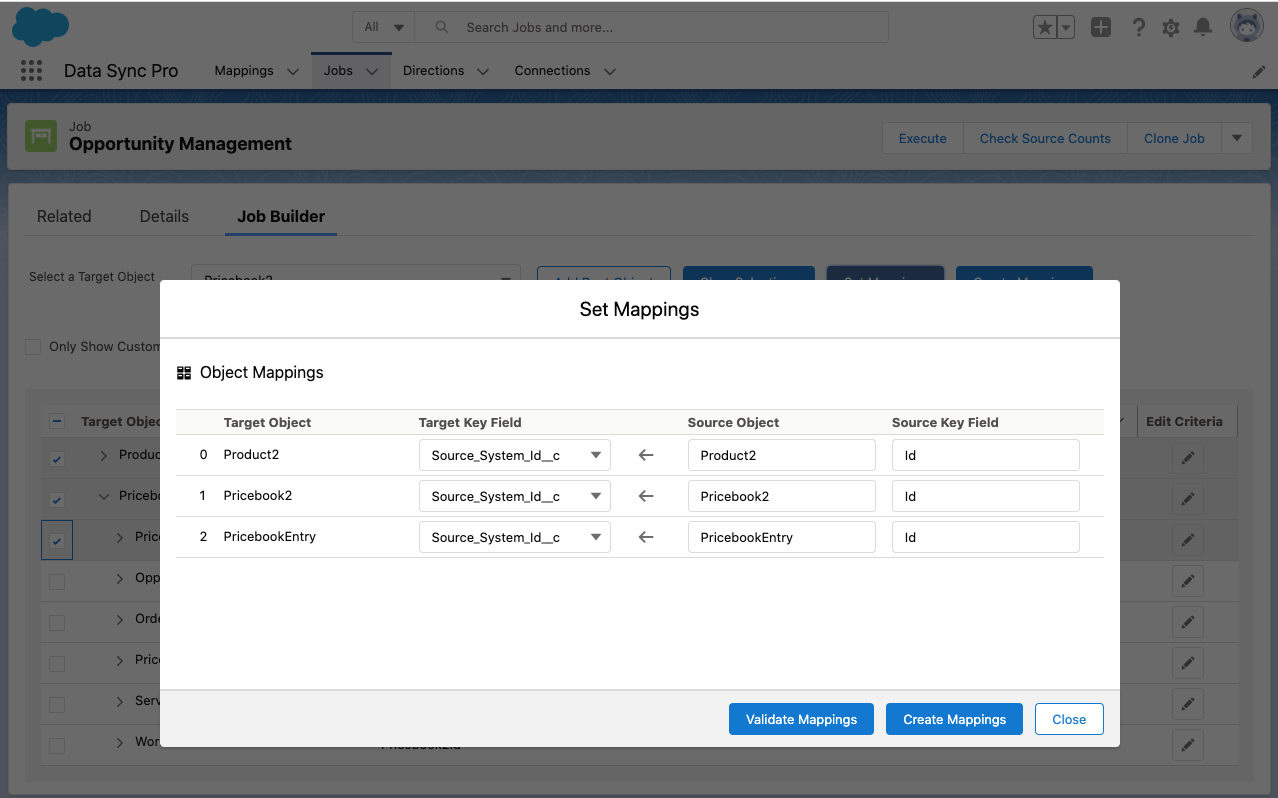 All
Search Jobs and more...
Data Sync Pro
Mappings
Jobs
Directions
Connections
Job
Opportunity Management
Execute
Check Source Counts
Clone Job
Related
Details
Job Builder
Select a Target Object
Pricebook2
Only Show Custom
Target Objec
Edit Criteria
Produc
Priceb
Price
Opp
Orde
Price
Serv
Wor
Set Mappings
Object Mappings
Target Object Target Key Field Source Object Source Key Field
0 Product2 Source_System_Id__c Product2 Id
1 Pricebook2 Source_System_Id__c Pricebook2 Id
2 PricebookEntry Source_System_Id__c PricebookEntry Id
Validate Mappings
Create Mappings
Close